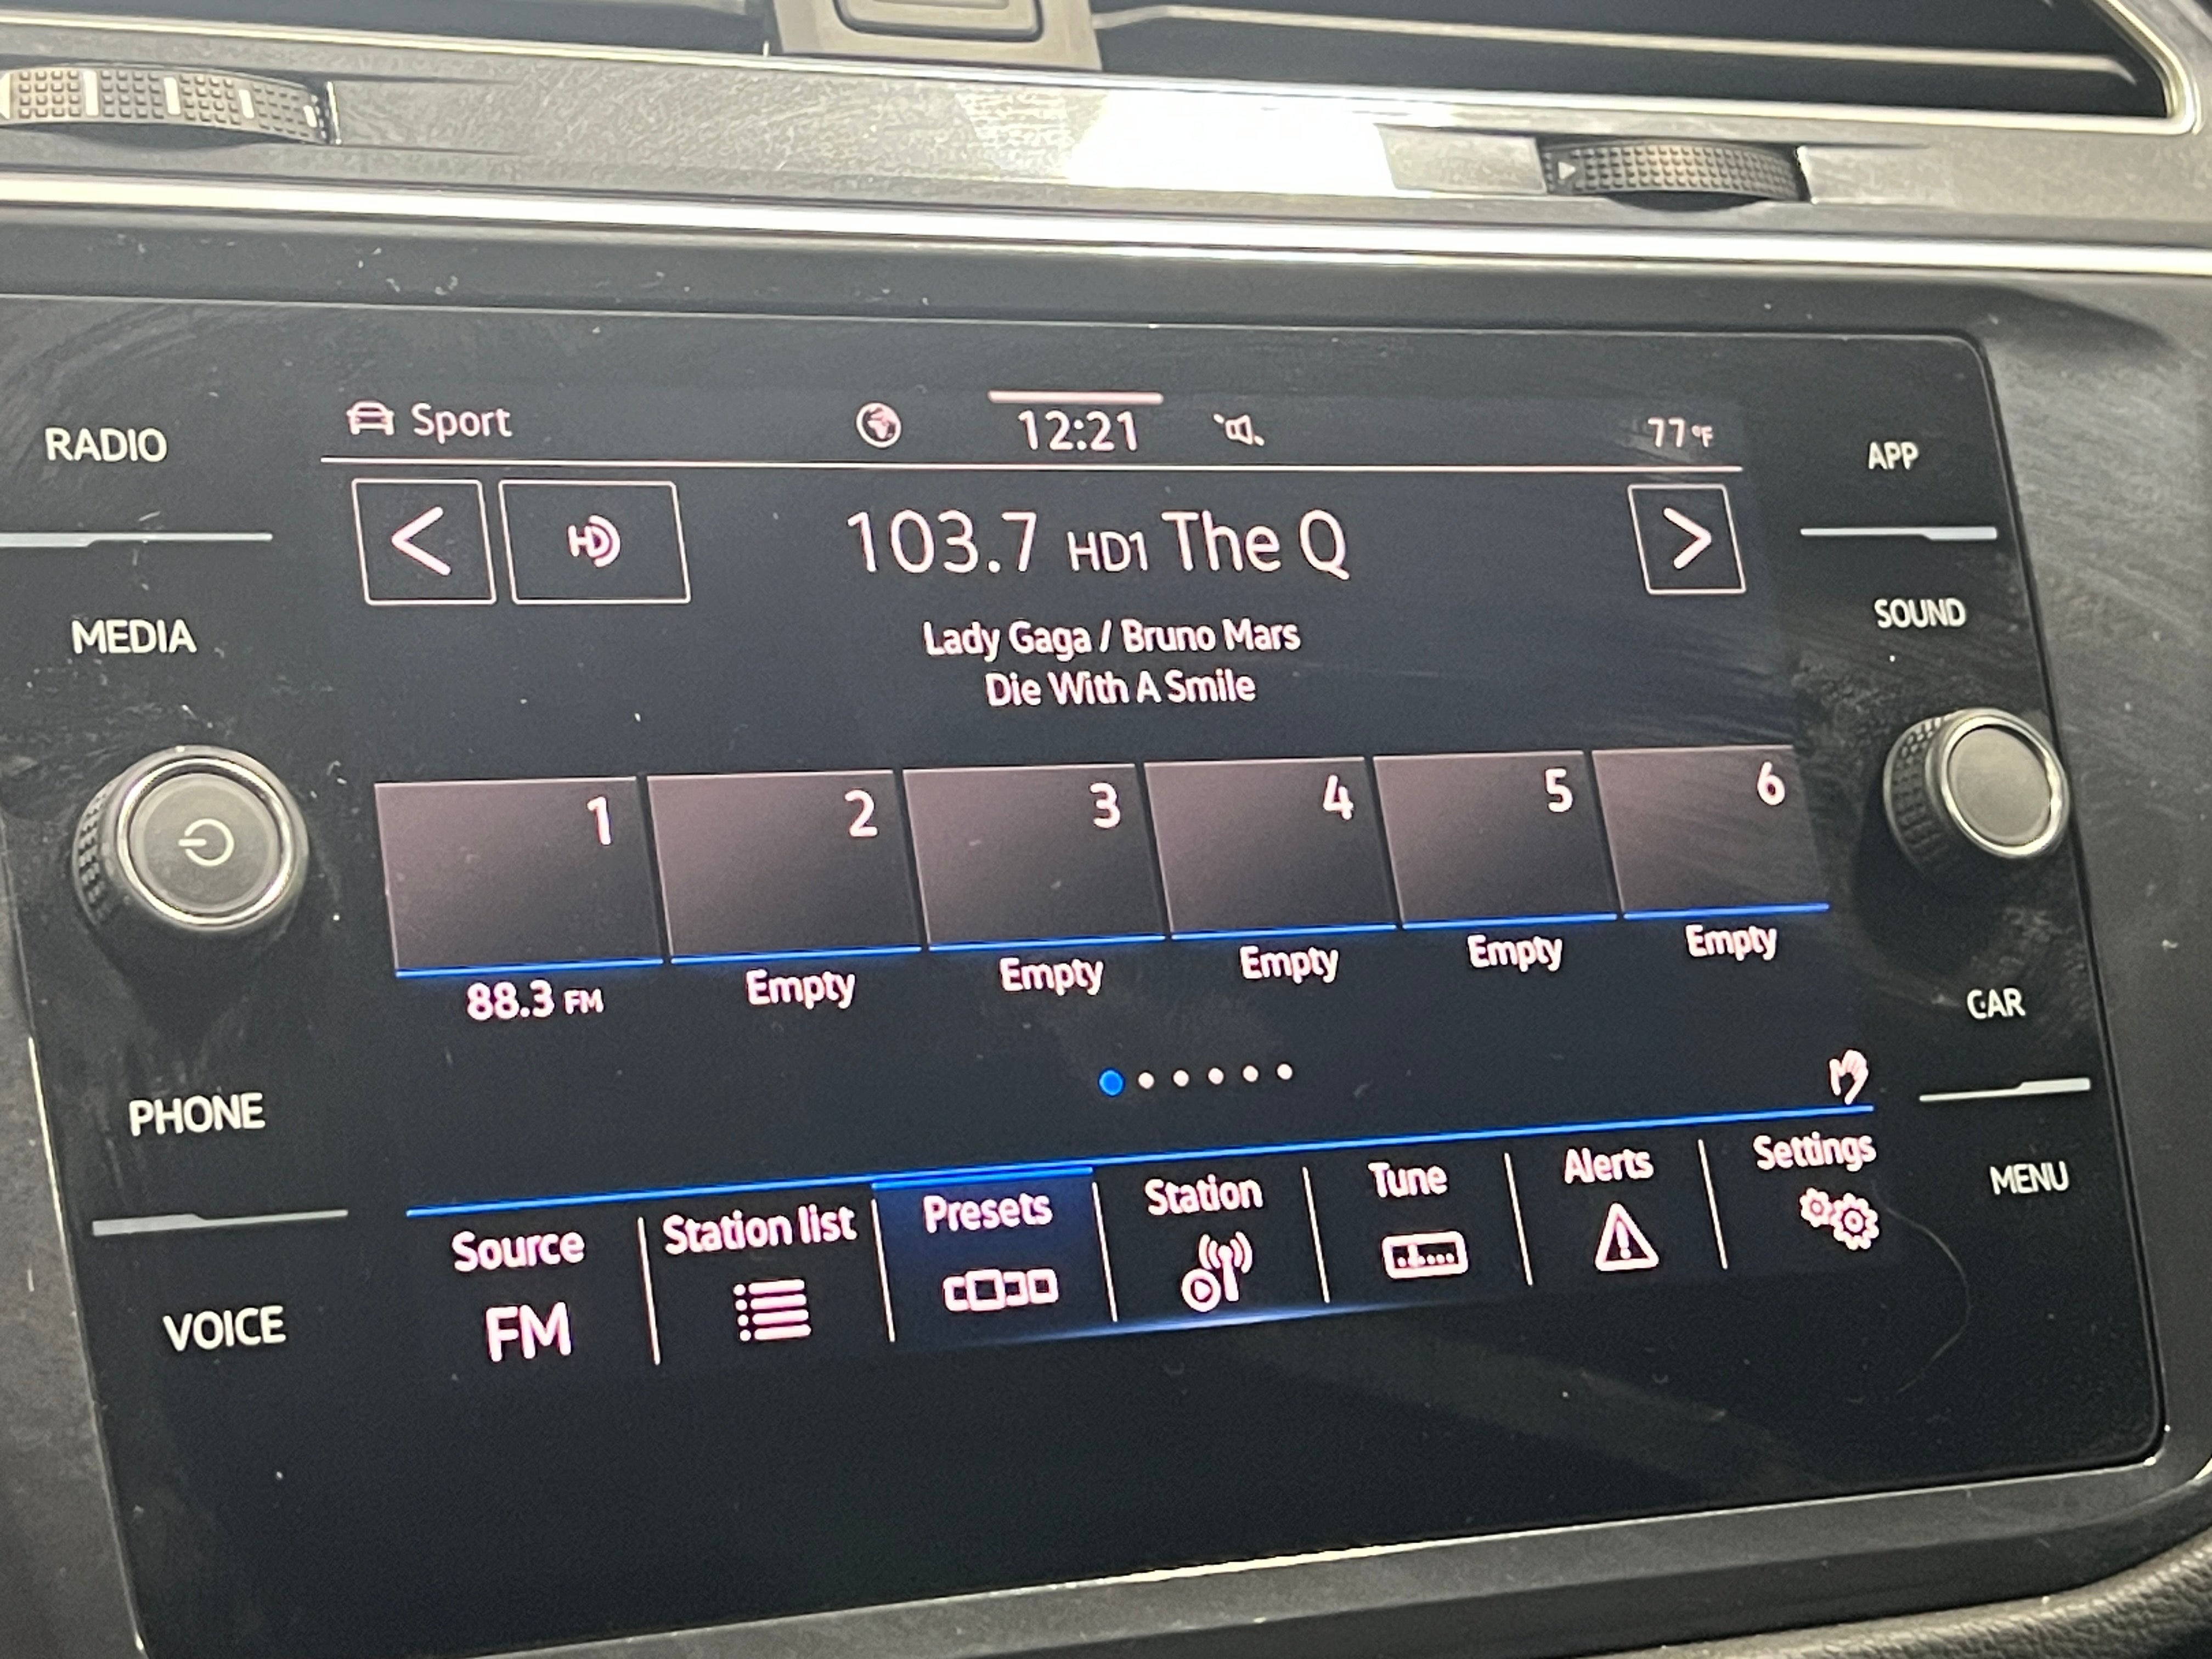 RADIO
MEDIA
PHONE
VOICE
Sport
12:21
77°F
HD
103.7 HD1 The Q
Lady Gaga / Bruno Mars
Die With A Smile
1 2 3 4 5 6
88.3 FM Empty Empty Empty Empty Empty
Source Station list Presets Station Tune Alerts Settings
FM
APP
SOUND
CAR
MENU